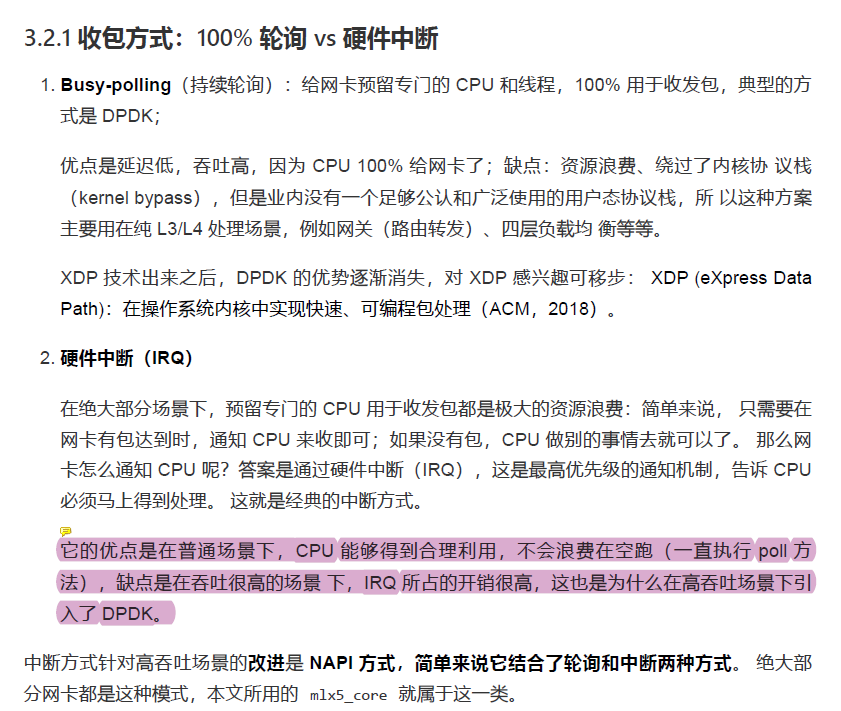 3.2.1 收包方式：100% 轮询 vs 硬件中断
1. Busy-polling（持续轮询）：给网卡预留专门的 CPU 和线程，100% 用于收发包，典型的方
式是 DPDK；
优点是延迟低，吞吐高，因为 CPU 100% 给网卡了；缺点：资源浪费、绕过了内核协 议栈
（kernel bypass），但是业内没有一个足够公认和广泛使用的用户态协议栈，所 以这种方案
主要用在纯 L3/L4 处理场景，例如网关（路由转发）、四层负载均 衡等等。
XDP 技术出来之后，DPDK 的优势逐渐消失，对 XDP 感兴趣可移步： XDP (eXpress Data
Path)：在操作系统内核中实现快速、可编程包处理（ACM，2018）。
2. 硬件中断（IRQ）
在绝大部分场景下，预留专门的 CPU 用于收发包都是极大的资源浪费：简单来说， 只需要在
网卡有包达到时，通知 CPU 来收即可；如果没有包，CPU 做别的事情去就可以了。 那么网
卡怎么通知 CPU 呢？答案是通过硬件中断（IRQ），这是最高优先级的通知机制，告诉 CPU
必须马上得到处理。 这就是经典的中断方式。
它的优点是在普通场景下，CPU 能够得到合理利用，不会浪费在空跑（一直执行 poll 方
法），缺点是在吞吐很高的场景 下，IRQ 所占的开销很高，这也是为什么在高吞吐场景下引
入了 DPDK。
中断方式针对高吞吐场景的改进是 NAPI 方式，简单来说它结合了轮询和中断两种方式。 绝大部
分网卡都是这种模式，本文所用的 mlx5_core 就属于这一类。